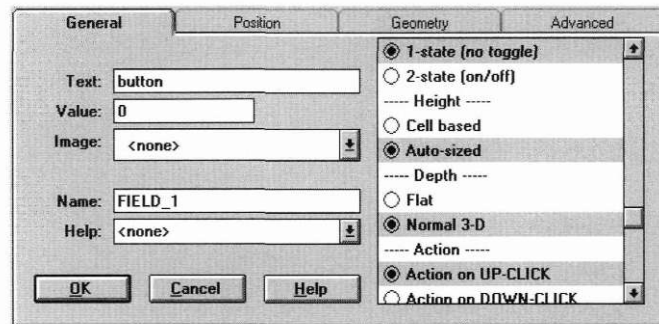 General
Position
Geometry
Advanced
Text: button
Value: 0
Image: <none>
Name: FIELD_1
Help: <none>
OK
Cancel
Help
1-state (no toggle)
2-state (on/off)
----- Height -----
Cell based
Auto-sized
----- Depth -----
Flat
Normal 3-D
----- Action -----
Action on UP-CLICK
Action on DOWN-CLICK